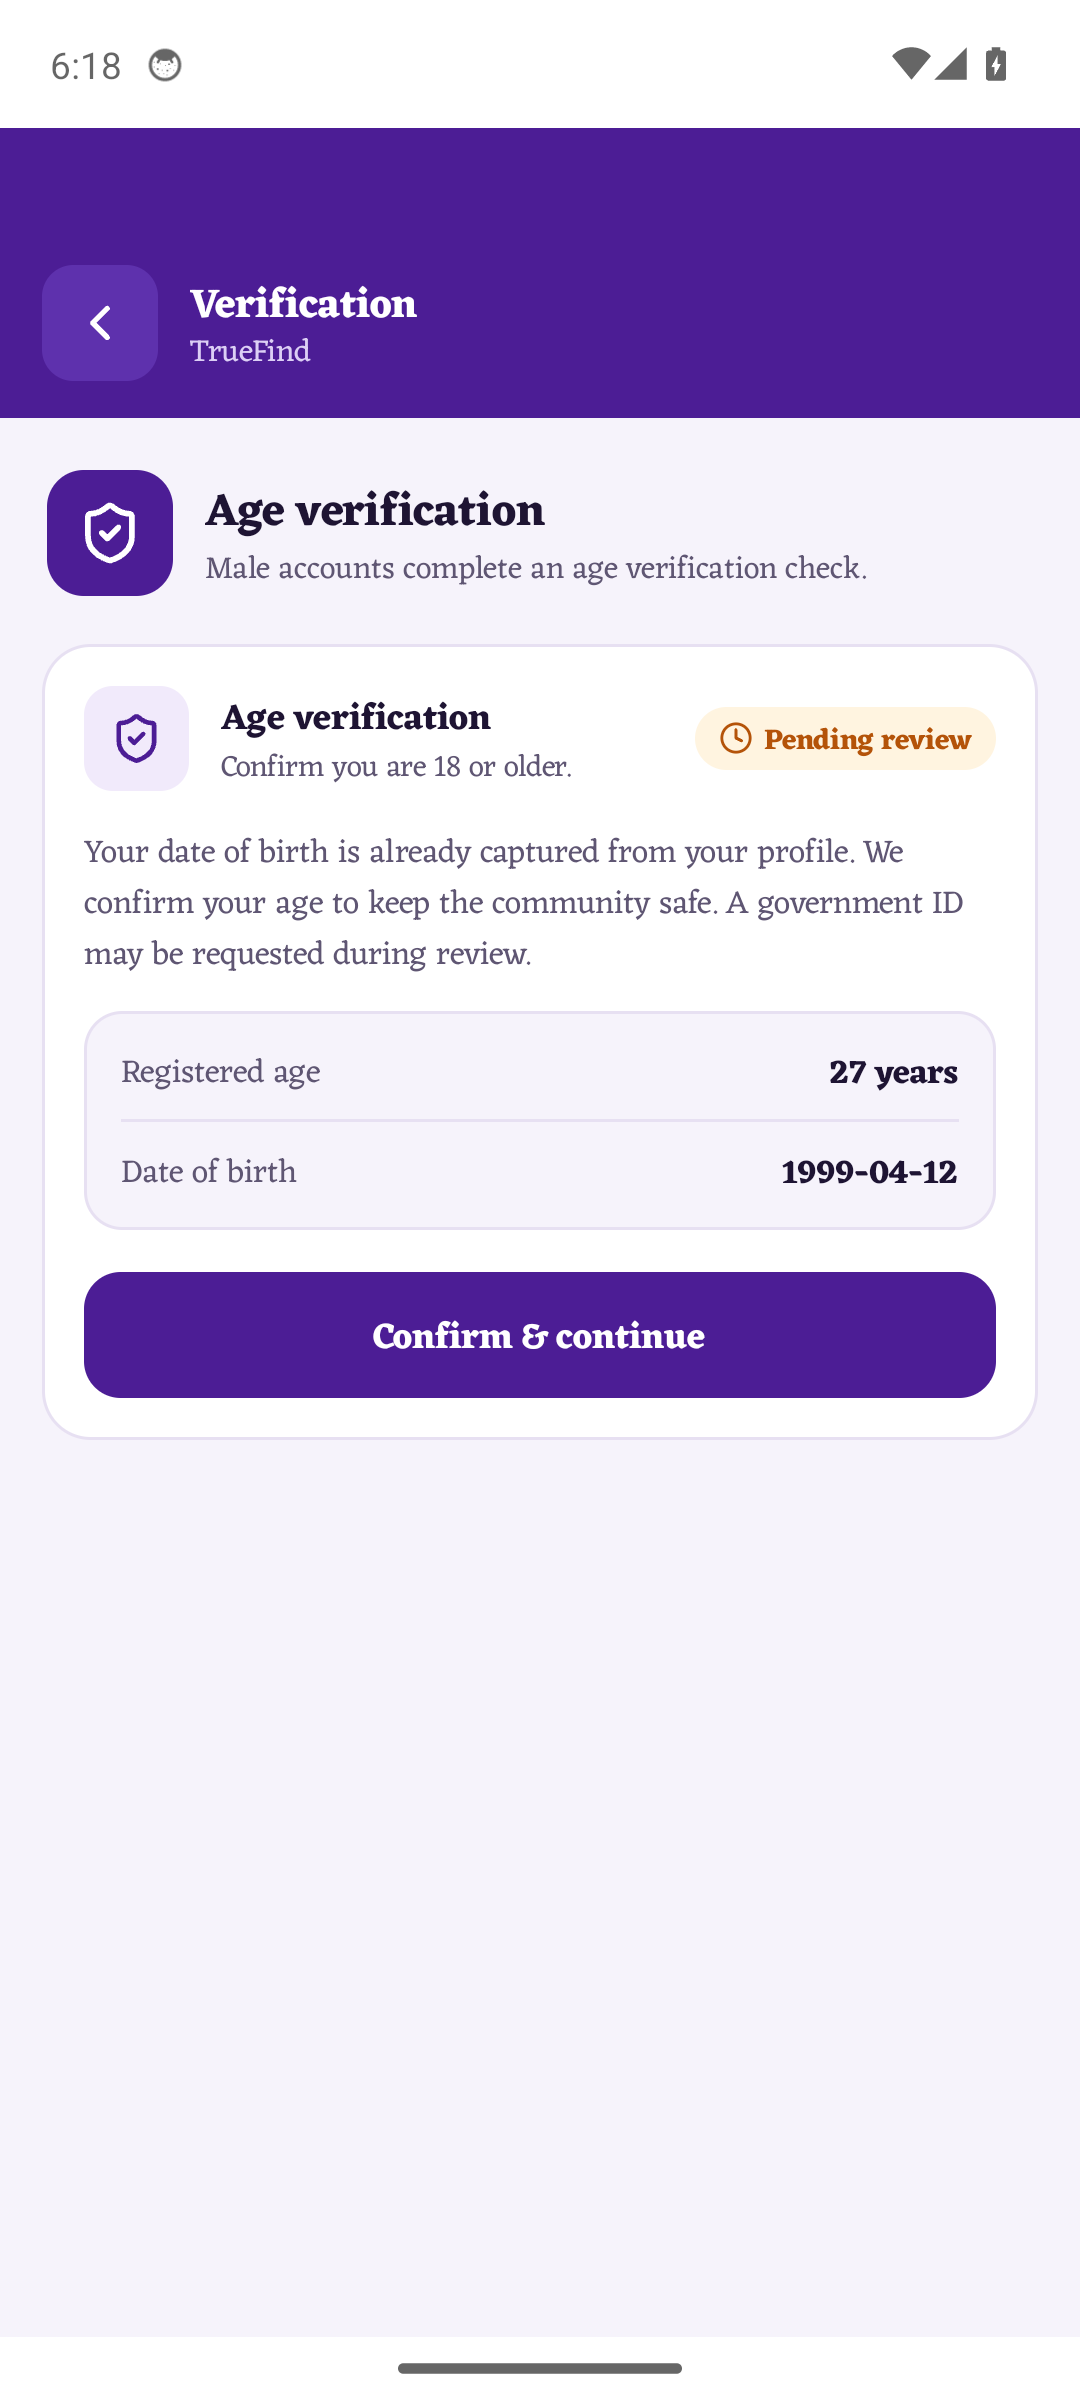 6:18
Verification
TrueFind
Age verification
Male accounts complete an age verification check.
Age verification
Confirm you are 18 or older.
Pending review
Your date of birth is already captured from your profile. We
confirm your age to keep the community safe. A government ID
may be requested during review.
Registered age
27 years
Date of birth
1999-04-12
Confirm & continue